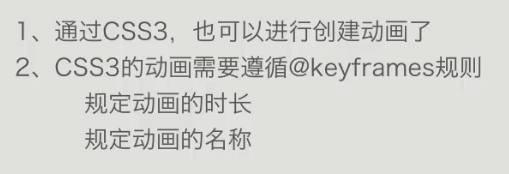 1、通过CSS3，也可以进行创建动画了
2、CSS3的动画需要遵循@keyframes规则
规定动画的时长
规定动画的名称